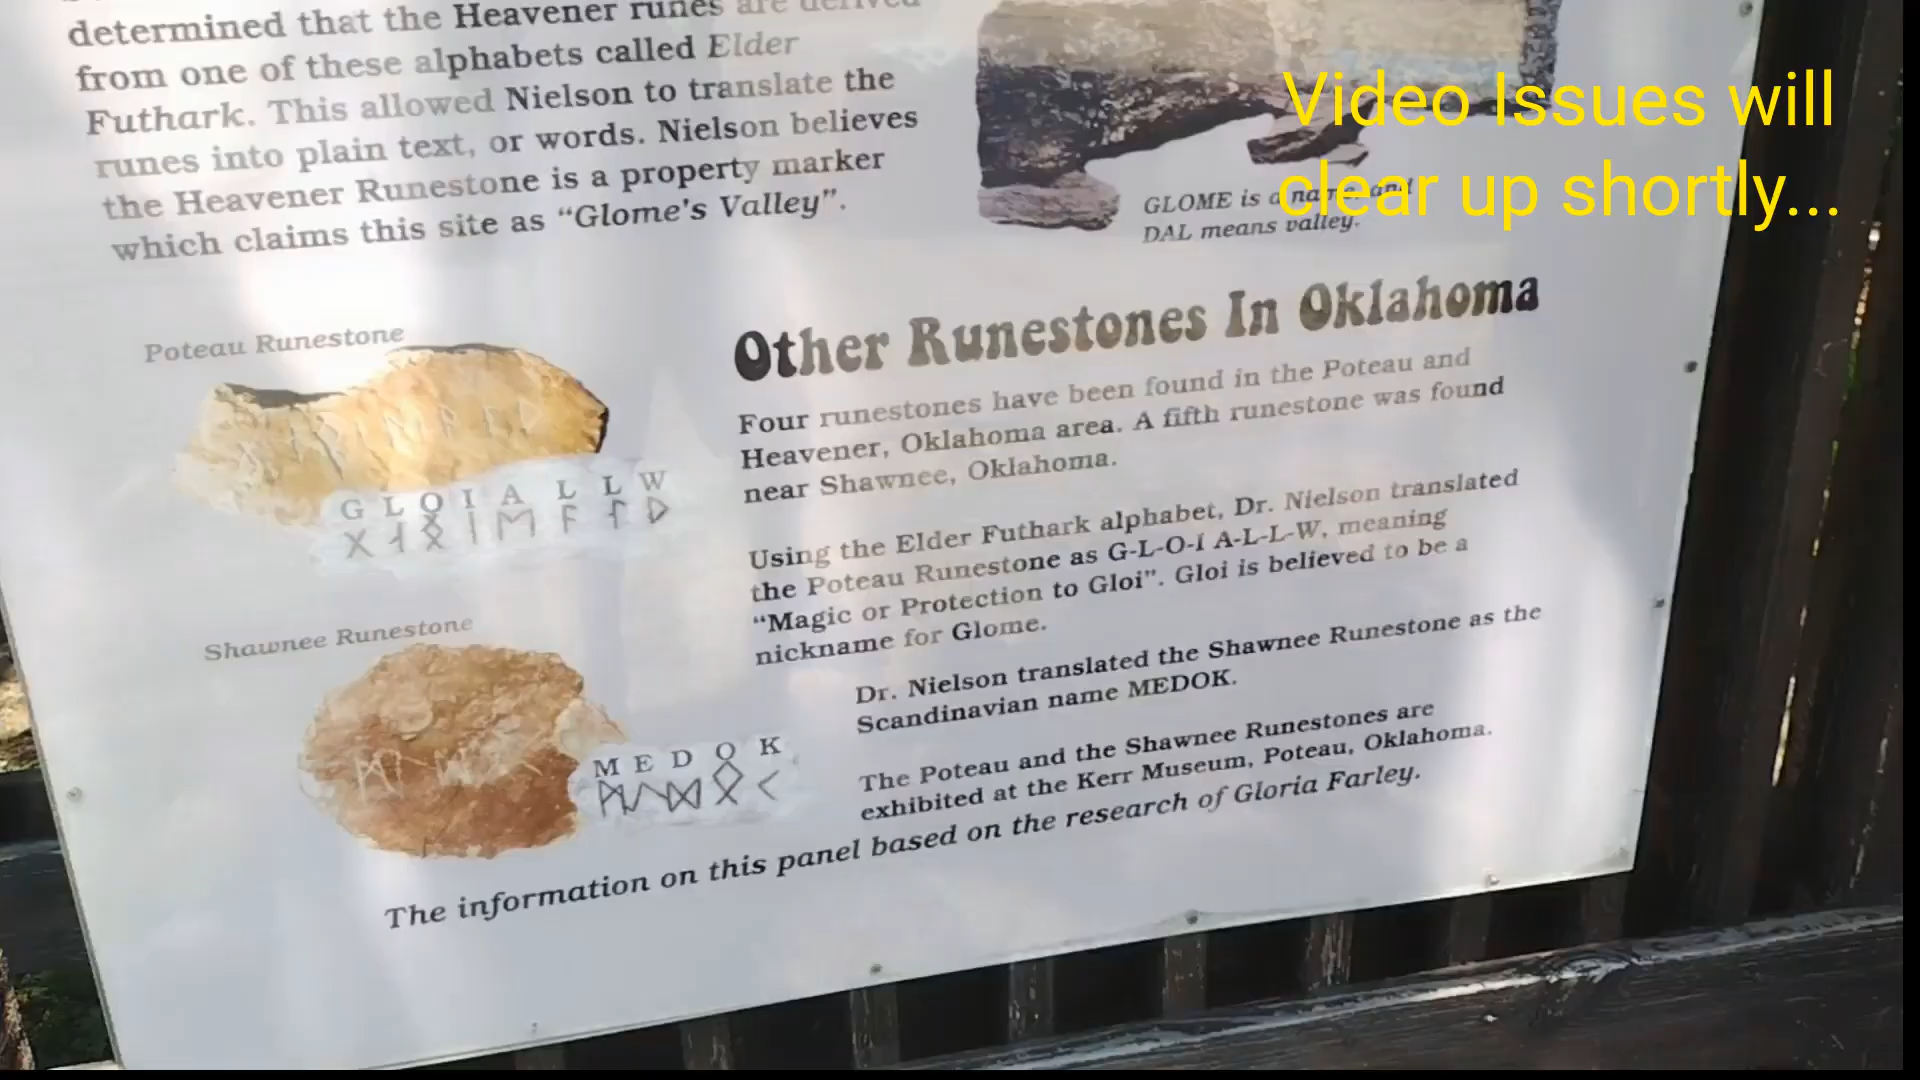 determined that the Heavener runes are derived
from one of these alphabets called Elder
Futhark. This allowed Nielson to translate the
runes into plain text, or words. Nielson believes
the Heavener Runestone is a property marker
which claims this site as “Glome's Valley”.
Video Issues will
clear up shortly...
GLOME is a name and
DAL means valley.
Poteau Runestone
G L O I A L L W
Other Runestones In Oklahoma
Four runestones have been found in the Poteau and
Heavener, Oklahoma area. A fifth runestone was found
near Shawnee, Oklahoma.
Using the Elder Futhark alphabet, Dr. Nielson translated
the Poteau Runestone as G-L-O-I A-L-L-W, meaning
“Magic or Protection to Gloi”. Gloi is believed to be a
nickname for Glome.
Shawnee Runestone
M E D O K
Dr. Nielson translated the Shawnee Runestone as the
Scandinavian name MEDOK.
The Poteau and the Shawnee Runestones are
exhibited at the Kerr Museum, Poteau, Oklahoma.
The information on this panel based on the research of Gloria Farley.